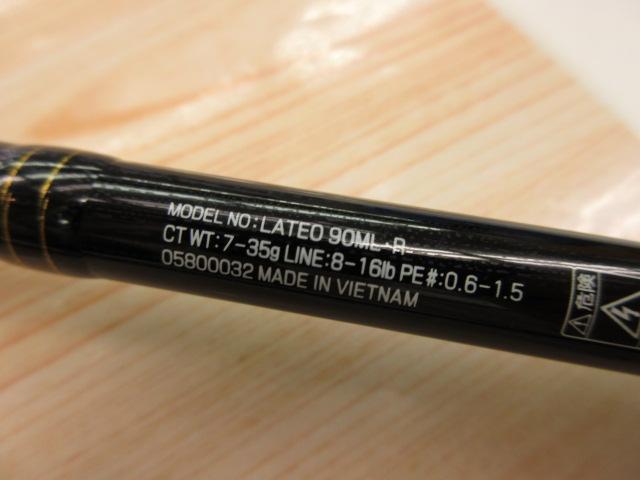 MODEL NO: LATEO 90ML・R
CT WT: 7-35g LINE: 8-16lb PE#: 0.6-1.5
05800032 MADE IN VIETNAM
危険